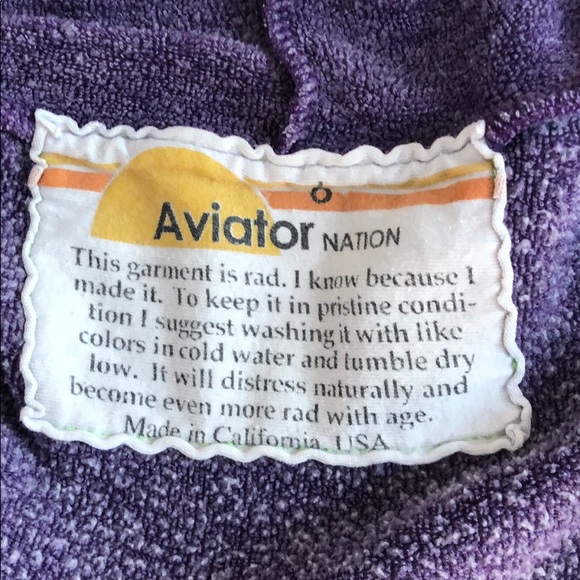 Aviator NATION
This garment is rad. I know because I
made it. To keep it in pristine condi-
tion I suggest washing it with like
colors in cold water and tumble dry
low. It will distress naturally and
become even more rad with age.
Made in California, USA